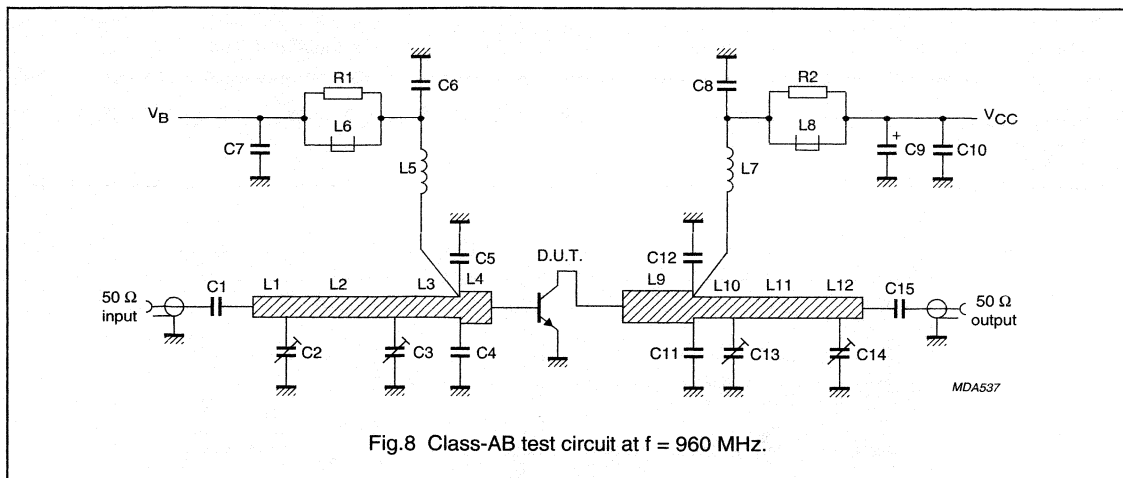 C6
R1
C8
R2
V_B
L6
L8
V_CC
C7
+
C9
C10
L5
L7
C5
C12
D.U.T.
L4
L9
50 Ω
input
C1
L1
L2
L3
L10
L11
L12
C15
50 Ω
output
C2
C3
C4
C11
C13
C14
MDA537
Fig.8 Class-AB test circuit at f = 960 MHz.